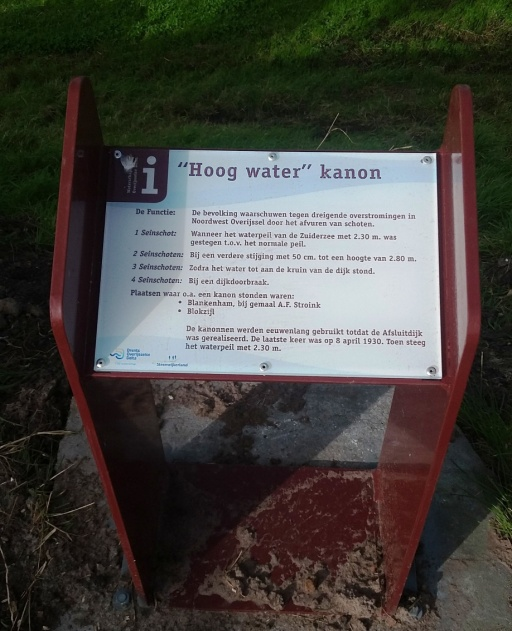 i
"Hoog water" kanon
De Functie: De bevolking waarschuwen tegen dreigende overstromingen in
Noordwest Overijssel door het afvuren van schoten.
1 Seinschot: Wanneer het waterpeil van de Zuiderzee met 2.30 m. was
gestegen t.o.v. het normale peil.
2 Seinschoten: Bij een verdere stijging met 50 cm. tot een hoogte van 2.80 m.
3 Seinschoten: Zodra het water tot aan de kruin van de dijk stond.
4 Seinschoten: Bij een dijkdoorbraak.
Plaatsen waar o.a. een kanon stonden waren:
• Blankenham, bij gemaal A.F. Stroink
• Blokzijl
De kanonnen werden eeuwenlang gebruikt totdat de Afsluitdijk
was gerealiseerd. De laatste keer was op 8 april 1930. Toen steeg
het waterpeil met 2.30 m.